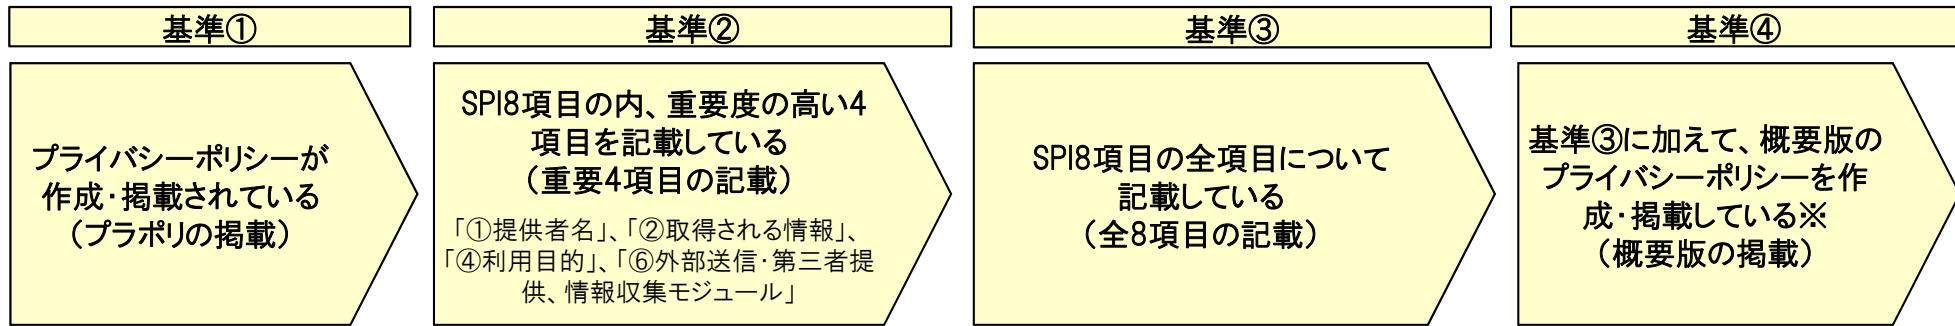 基準①
プライバシーポリシーが
作成・掲載されている
（プラポリの掲載）
基準②
SPI8項目の内、重要度の高い4
項目を記載している
（重要4項目の記載）
「①提供者名」、「②取得される情報」、
「④利用目的」、「⑥外部送信・第三者提
供、情報収集モジュール」
基準③
SPI8項目の全項目について
記載している
（全8項目の記載）
基準④
基準③に加えて、概要版の
プライバシーポリシーを作
成・掲載している※
（概要版の掲載）